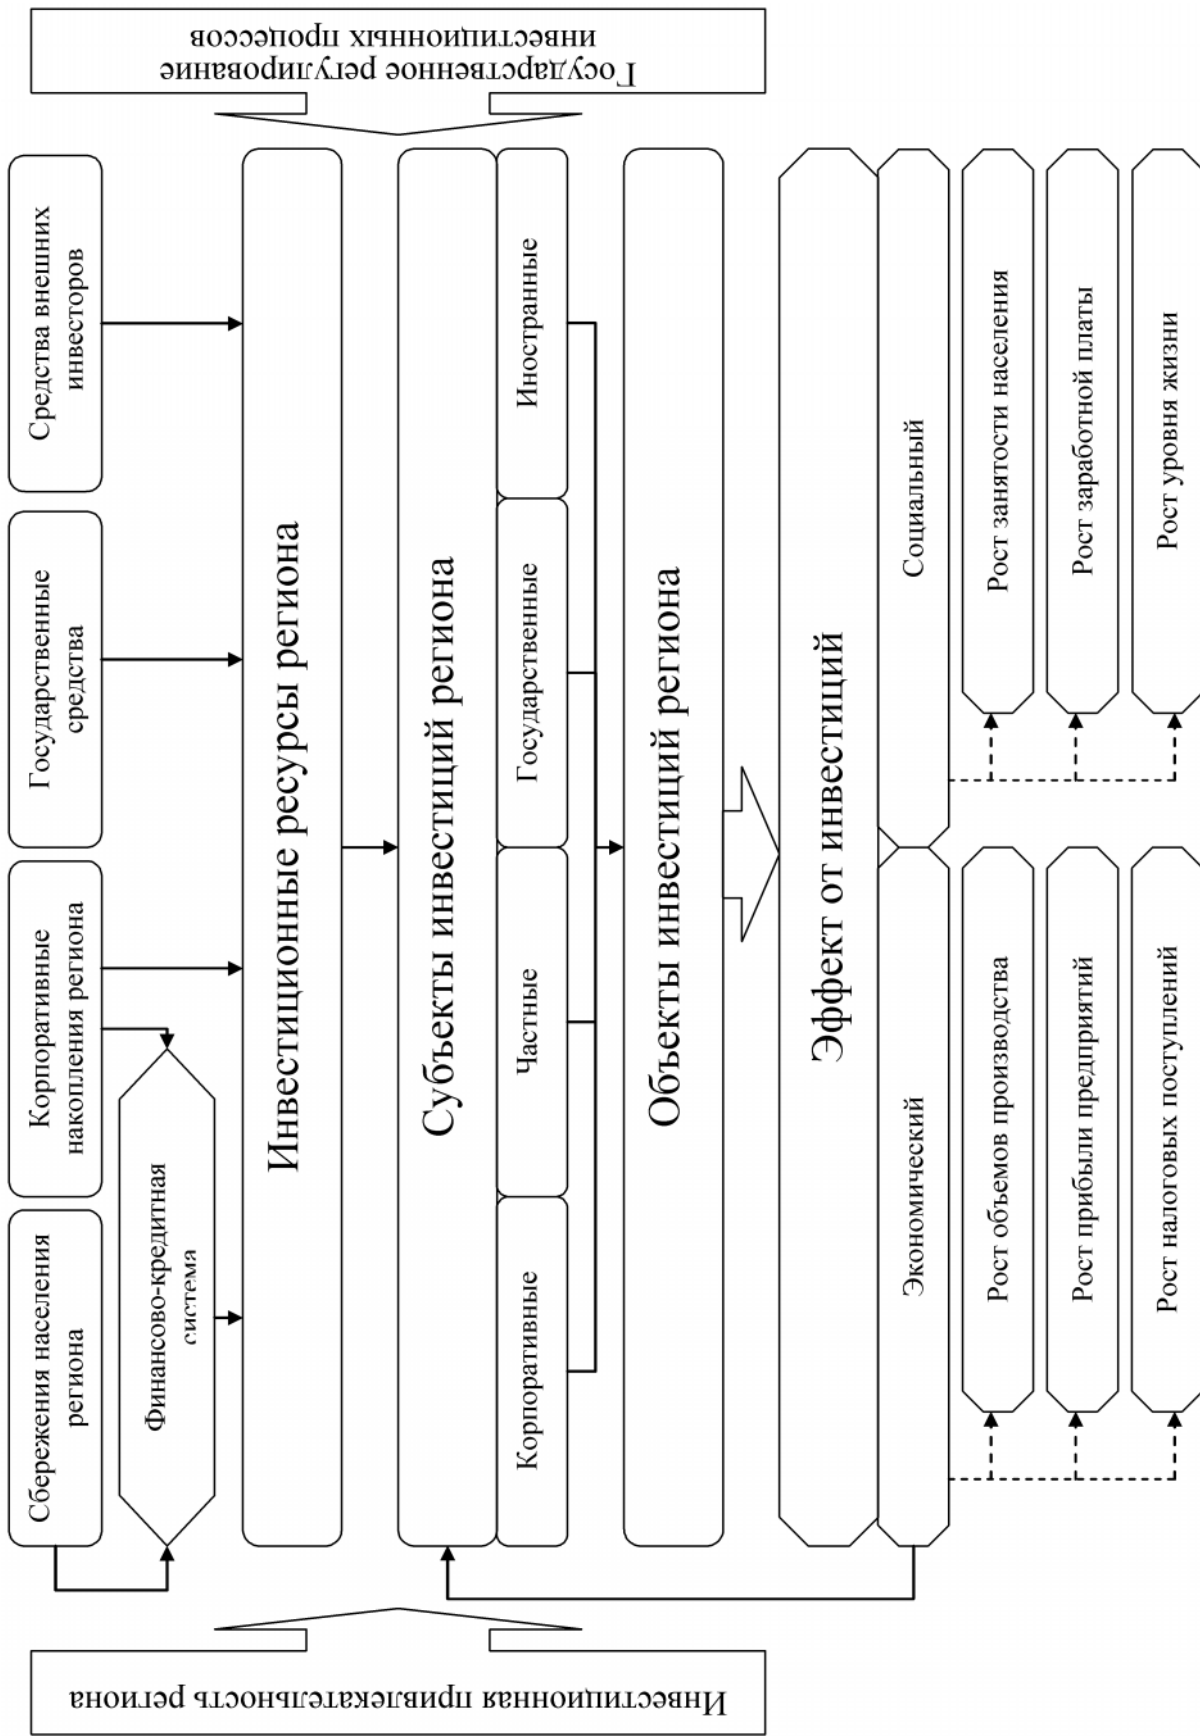 Инвестиционная привлекательность региона
Государственное регулирование
инвестиционных процессов
Сбережения населения
региона
Корпоративные
накопления региона
Государственные
средства
Средства внешних
инвесторов
Финансово-кредитная
система
Инвестиционные ресурсы региона
Субъекты инвестиций региона
Корпоративные
Частные
Государственные
Иностранные
Объекты инвестиций региона
Эффект от инвестиций
Экономический
Социальный
Рост объемов производства
Рост прибыли предприятий
Рост налоговых поступлений
Рост занятости населения
Рост заработной платы
Рост уровня жизни